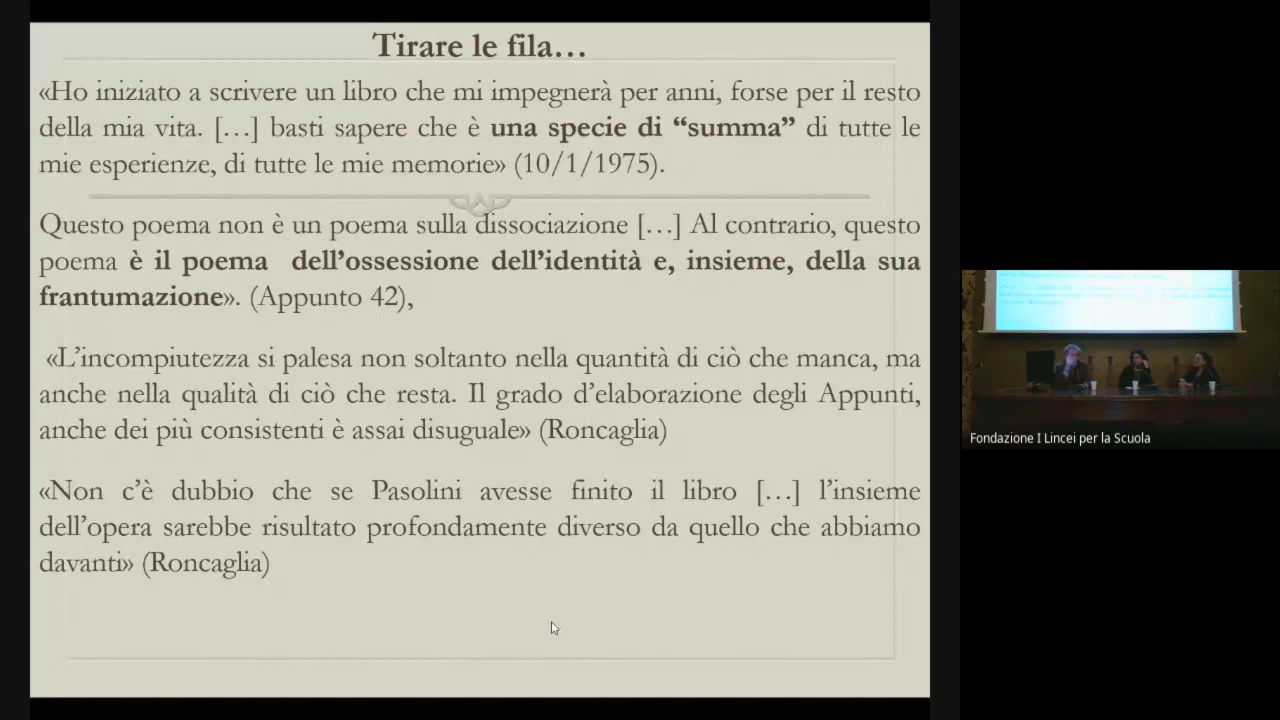 Tirare le fila…
«Ho iniziato a scrivere un libro che mi impegnerà per anni, forse per il resto
della mia vita. […] basti sapere che è una specie di “summa” di tutte le
mie esperienze, di tutte le mie memorie» (10/1/1975).
Questo poema non è un poema sulla dissociazione […] Al contrario, questo
poema è il poema dell’ossessione dell’identità e, insieme, della sua
frantumazione». (Appunto 42),
«L’incompiutezza si palesa non soltanto nella quantità di ciò che manca, ma
anche nella qualità di ciò che resta. Il grado d’elaborazione degli Appunti,
anche dei più consistenti è assai disuguale» (Roncaglia)
«Non c’è dubbio che se Pasolini avesse finito il libro […] l’insieme
dell’opera sarebbe risultato profondamente diverso da quello che abbiamo
davanti» (Roncaglia)
Fondazione I Lincei per la Scuola